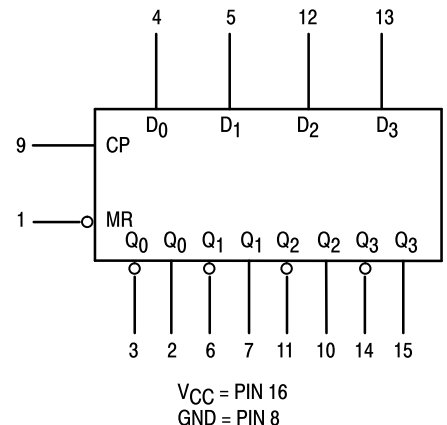 4 5 12 13
D0 D1 D2 D3
9 CP
1 MR
Q0 Q0 Q1 Q1 Q2 Q2 Q3 Q3
3 2 6 7 11 10 14 15
VCC = PIN 16
GND = PIN 8